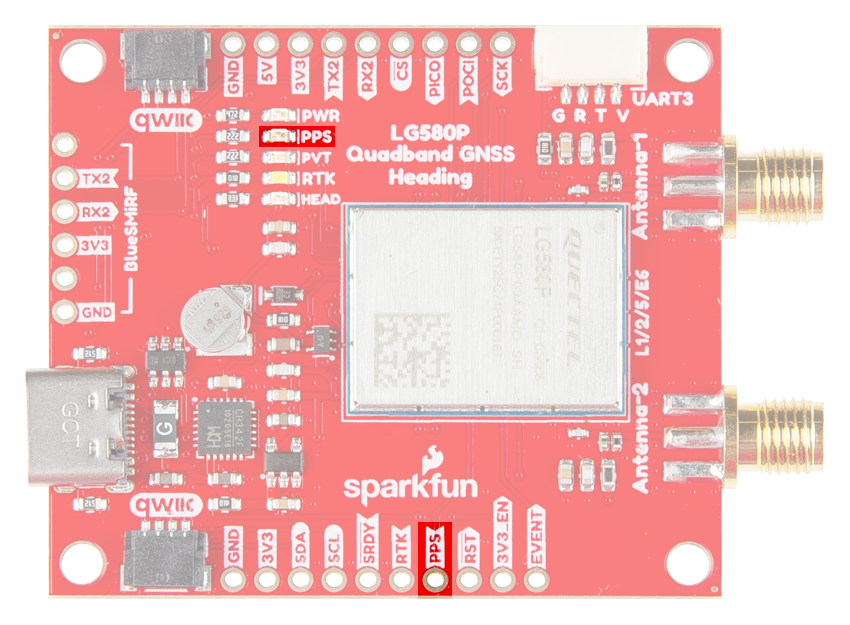 GND 5V 3V3 TX2 RX2 CS PICO POCI SCK
UART3
G R T V
qwiic
PWR
PPS
PVT
RTK
HEAD
LG580P
Quadband GNSS
Heading
Antenna-1
TX2
RX2
3V3
GND
BlueSMiRF
QUECTEL
LG580P
L1/2/5/E6
GCT
G
Antenna-2
sparkfun
qwiic
GND 3V3 SDA SCL SRDY RTK PPS RST 3V3_EN EVENT